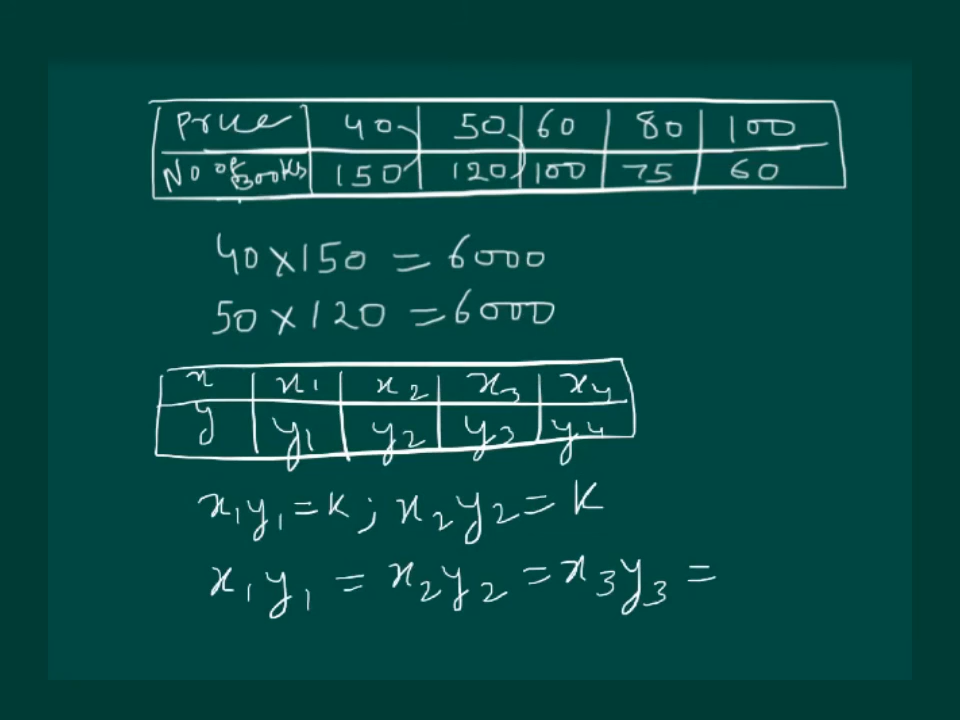 Price 40 50 60 80 100
No of Books 150 120 100 75 60
40 × 150 = 6000
50 × 120 = 6000
x x1 x2 x3 x4
y y1 y2 y3 y4
x1y1 = K ; x2y2 = K
x1y1 = x2y2 = x3y3 =